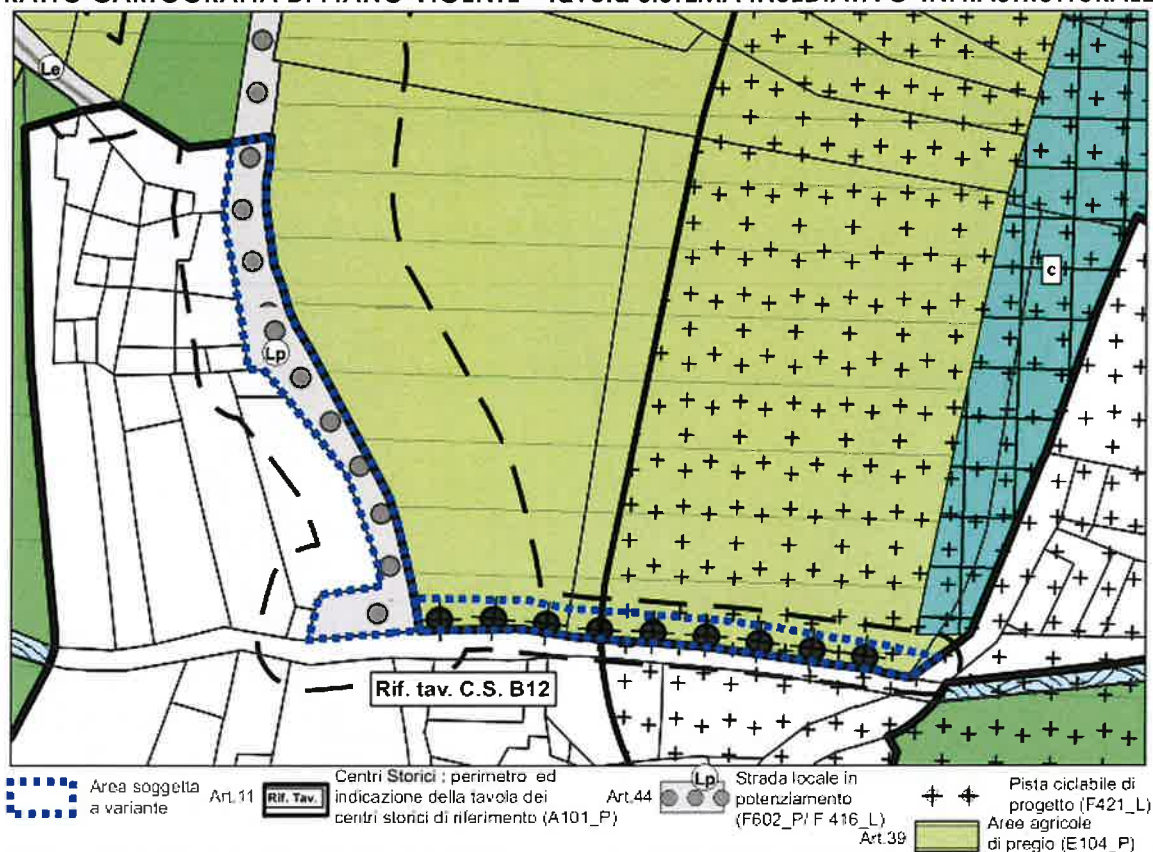 Le
c
Lp
Rif. tav. C.S. B12
Area soggetta
a variante
Art.11
Rif. Tav.
Centri Storici : perimetro ed
indicazione della tavola dei
centri storici di riferimento (A101_P)
Art.44
Lp
Strada locale in
potenziamento
(F602_P/ F 416_L)
Pista ciclabile di
progetto (F421_L)
Art.39
Aree agricole
di pregio (E104_P)